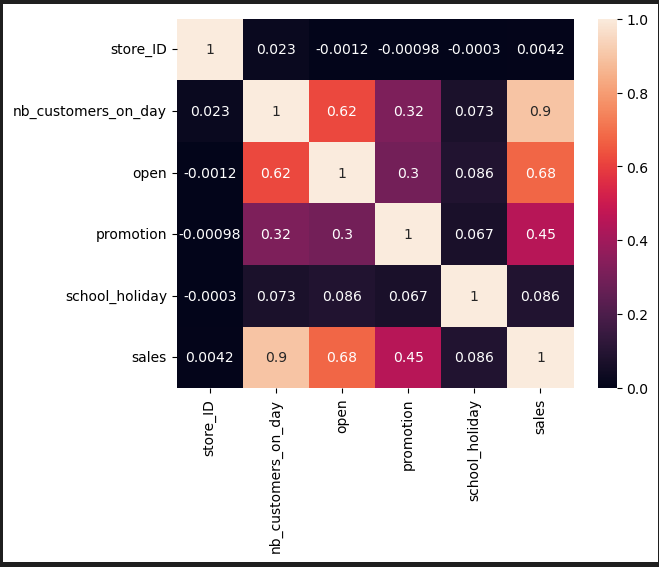 1.0
store_ID 1 0.023 -0.0012 -0.00098 -0.0003 0.0042
nb_customers_on_day 0.023 1 0.62 0.32 0.073 0.9
0.8
open -0.0012 0.62 1 0.3 0.086 0.68
0.6
promotion -0.00098 0.32 0.3 1 0.067 0.45
0.4
school_holiday -0.0003 0.073 0.086 0.067 1 0.086
0.2
sales 0.0042 0.9 0.68 0.45 0.086 1
0.0
store_ID
nb_customers_on_day
open
promotion
school_holiday
sales